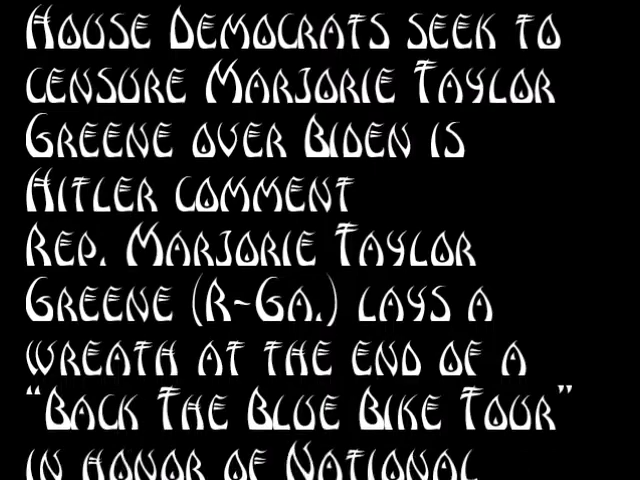 House Democrats seek to
censure Marjorie Taylor
Greene over Biden is
Hitler comment
Rep. Marjorie Taylor
Greene (R-Ga.) lays a
wreath at the end of a
“Back The Blue Bike Tour”
in honor of National